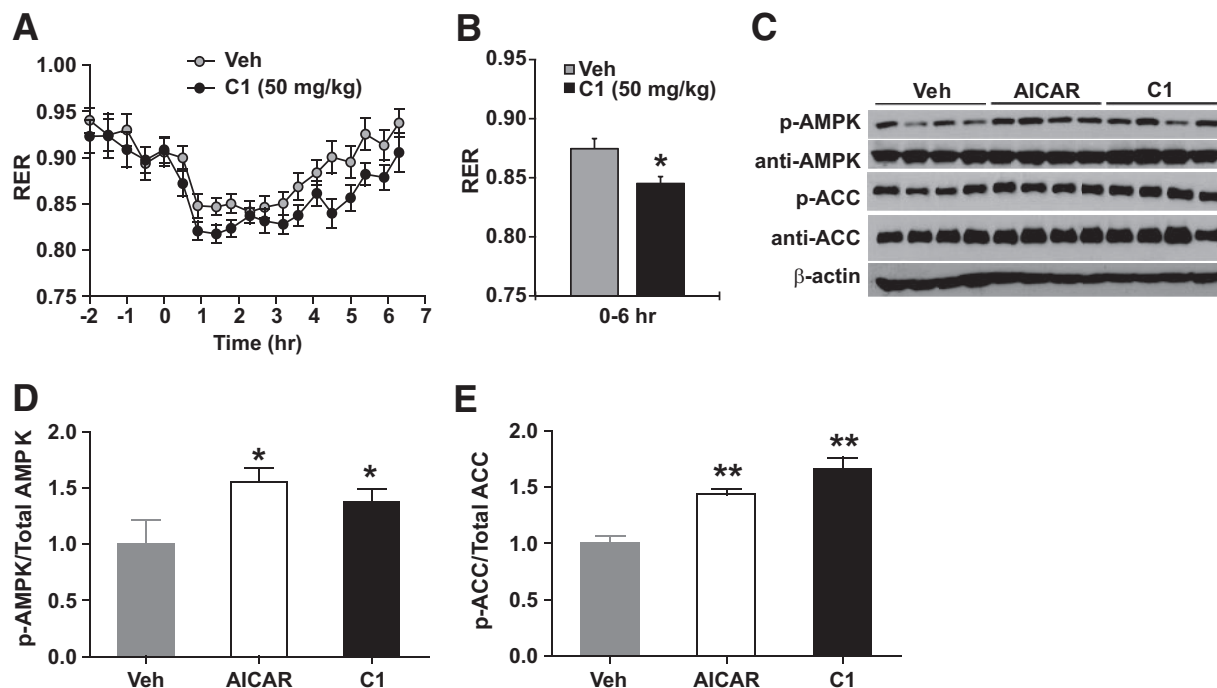 A
Veh
C1 (50 mg/kg)
1.00
0.95
0.90
0.85
0.80
0.75
RER
-2 -1 0 1 2 3 4 5 6 7
Time (hr)
B
Veh
C1 (50 mg/kg)
0.95
0.90
0.85
0.80
0.75
RER
*
0-6 hr
C
Veh AICAR C1
p-AMPK
anti-AMPK
p-ACC
anti-ACC
β-actin
D
2.0
1.5
1.0
0.5
0.0
p-AMPK/Total AMPK
* *
Veh AICAR C1
E
2.0
1.5
1.0
0.5
0.0
p-ACC/Total ACC
** **
Veh AICAR C1